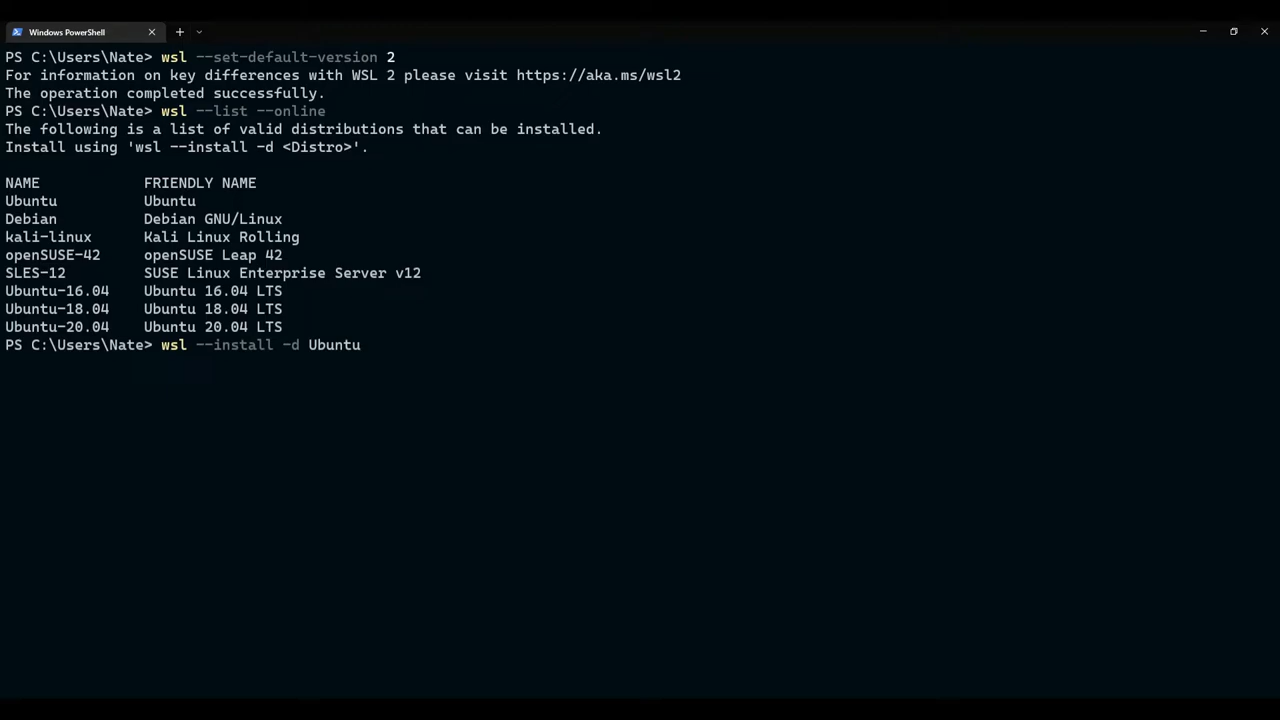 Windows PowerShell
PS C:\Users\Nate> wsl --set-default-version 2
For information on key differences with WSL 2 please visit https://aka.ms/wsl2
The operation completed successfully.
PS C:\Users\Nate> wsl --list --online
The following is a list of valid distributions that can be installed.
Install using 'wsl --install -d <Distro>'.
NAME FRIENDLY NAME
Ubuntu Ubuntu
Debian Debian GNU/Linux
kali-linux Kali Linux Rolling
openSUSE-42 openSUSE Leap 42
SLES-12 SUSE Linux Enterprise Server v12
Ubuntu-16.04 Ubuntu 16.04 LTS
Ubuntu-18.04 Ubuntu 18.04 LTS
Ubuntu-20.04 Ubuntu 20.04 LTS
PS C:\Users\Nate> wsl --install -d Ubuntu